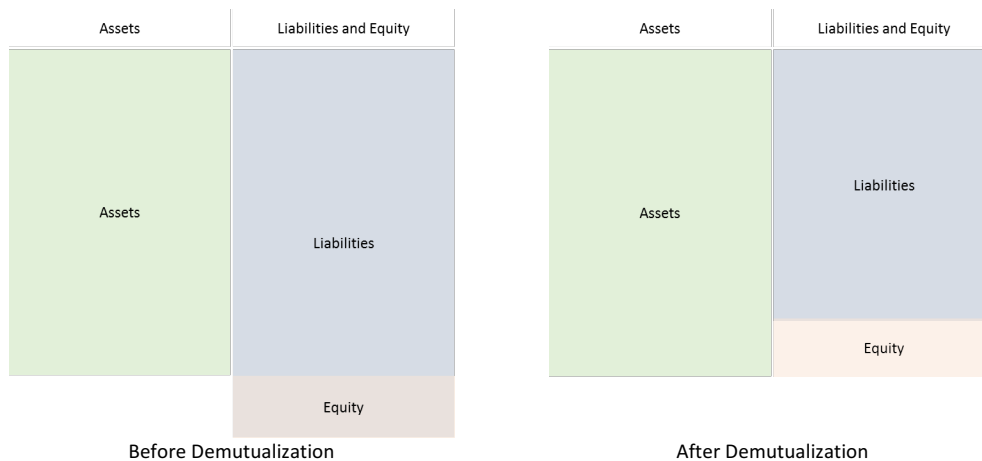 Assets
Liabilities and Equity
Assets
Liabilities
Equity
Before Demutualization
Assets
Liabilities and Equity
Assets
Liabilities
Equity
After Demutualization